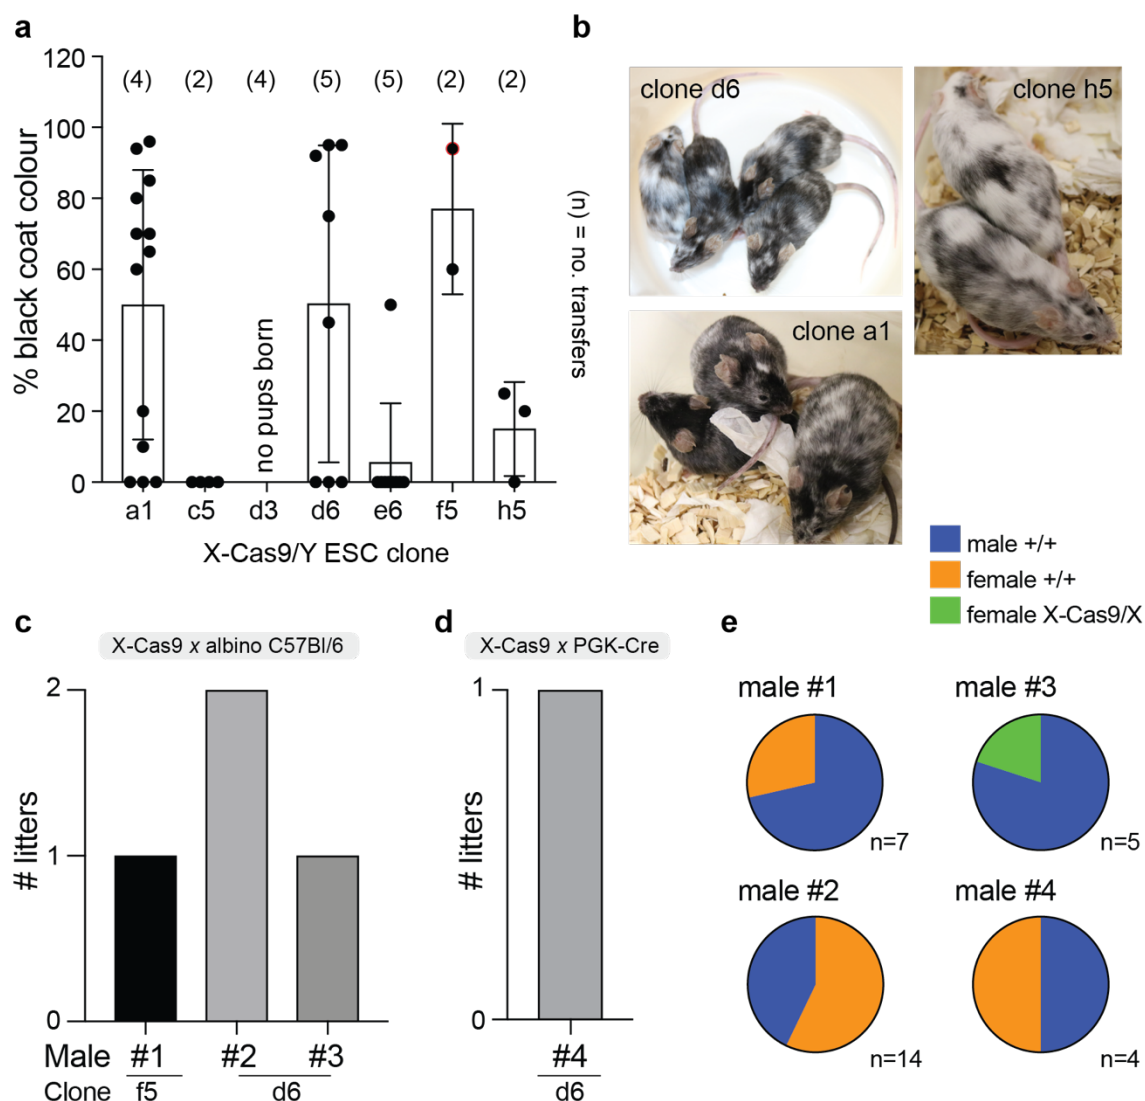 a
120
100
80
60
40
20
0
% black coat colour
(4) (2) (4) (5) (5) (2) (2)
no pups born
a1 c5 d3 d6 e6 f5 h5
X-Cas9/Y ESC clone
(n) = no. transfers
b
clone d6
clone h5
clone a1
male +/+
female +/+
female X-Cas9/X
c
X-Cas9 x albino C57Bl/6
2
1
0
# litters
Male #1 #2 #3
Clone f5 d6
d
X-Cas9 x PGK-Cre
1
0
# litters
#4
d6
e
male #1
n=7
male #3
n=5
male #2
n=14
male #4
n=4